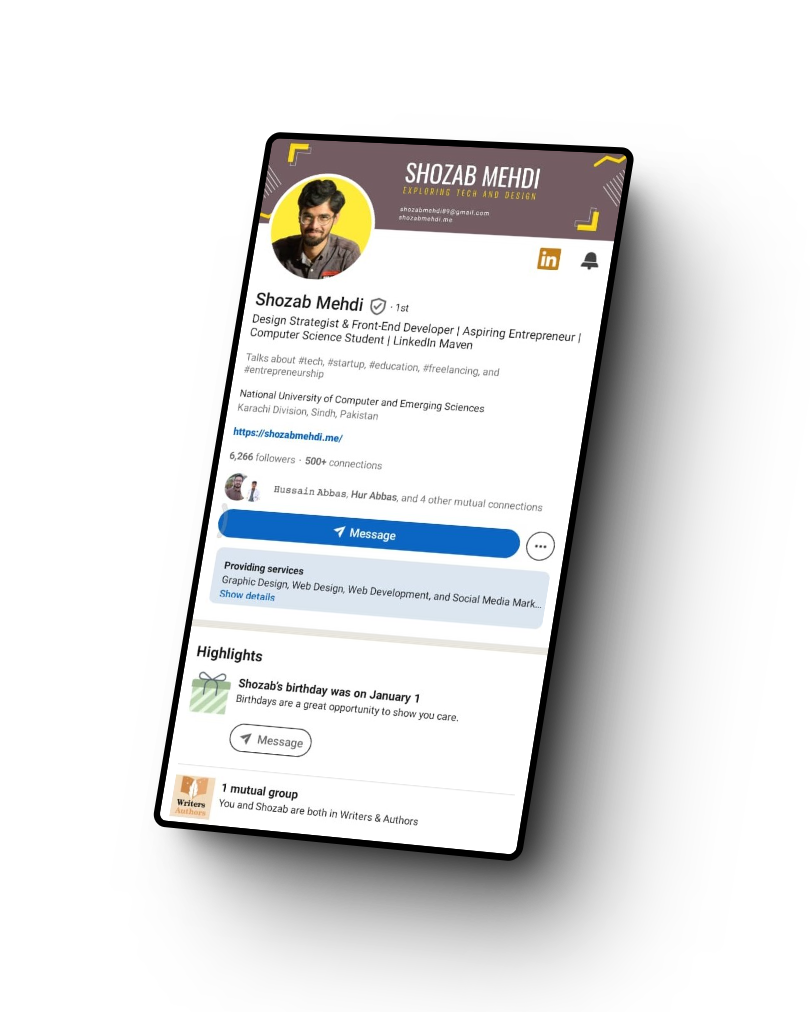 SHOZAB MEHDI
EXPLORING TECH AND DESIGN
shozabmehdi89@gmail.com
shozabmehdi.me
in
Shozab Mehdi · 1st
Design Strategist & Front-End Developer | Aspiring Entrepreneur |
Computer Science Student | LinkedIn Maven
Talks about #tech, #startup, #education, #freelancing, and
#entrepreneurship
National University of Computer and Emerging Sciences
Karachi Division, Sindh, Pakistan
https://shozabmehdi.me/
6,266 followers · 500+ connections
Hussain Abbas, Hur Abbas, and 4 other mutual connections
Message
Providing services
Graphic Design, Web Design, Web Development, and Social Media Mark...
Show details
Highlights
Shozab's birthday was on January 1
Birthdays are a great opportunity to show you care.
Message
Writers
Authors
1 mutual group
You and Shozab are both in Writers & Authors